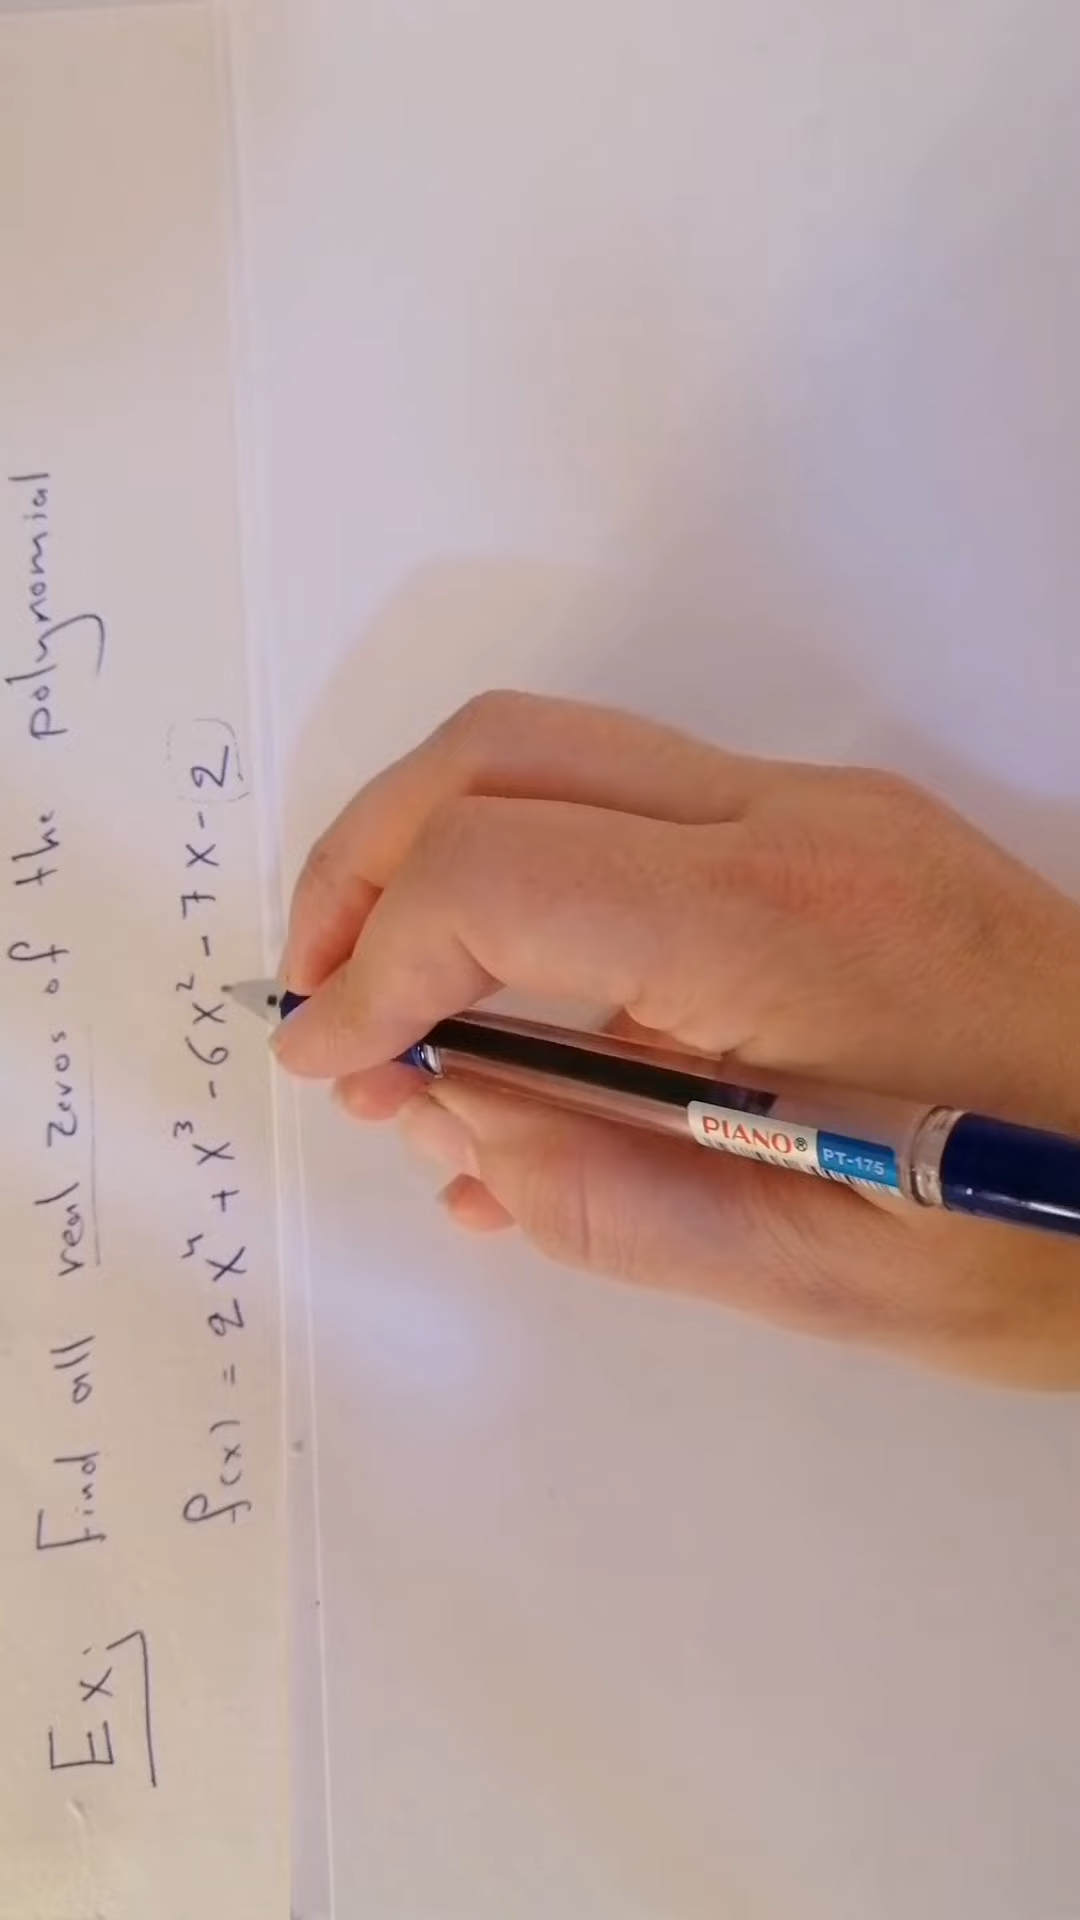 Ex: Find all real zeros of the polynomial
f(x) = 2x⁴ + x³ - 6x² - 7x - 2
PIANO® PT-175